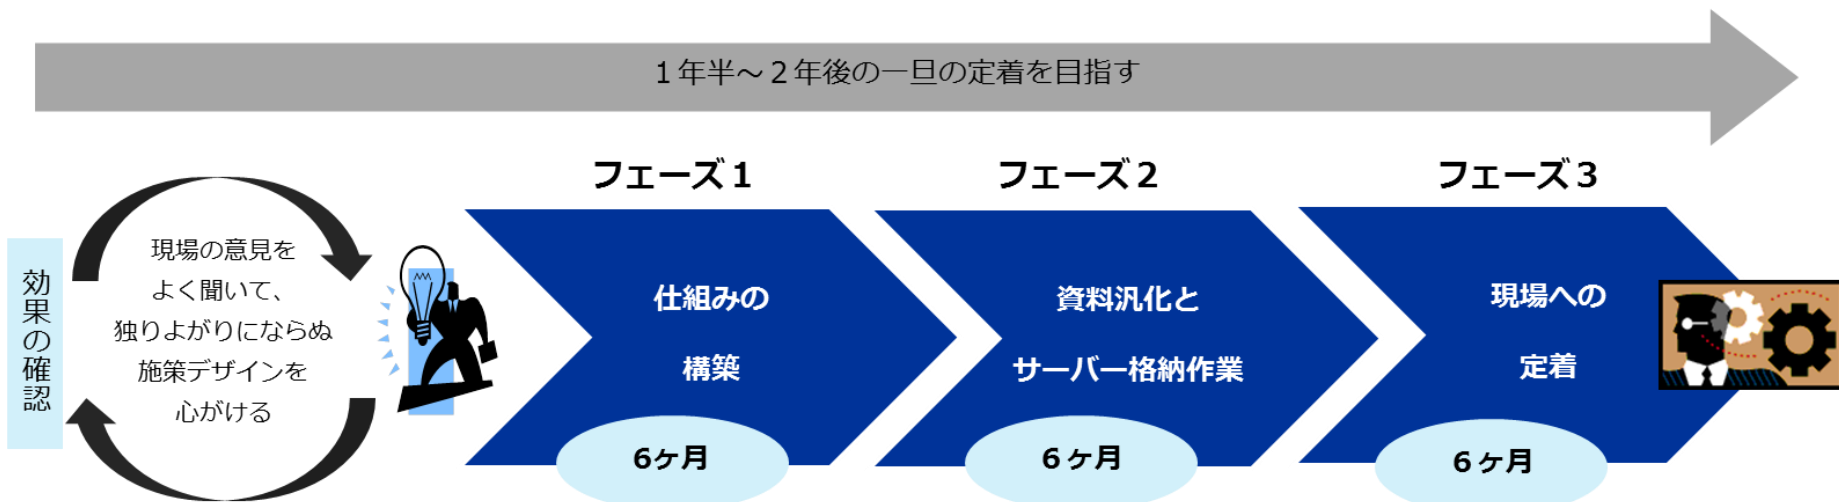 １年半～２年後の一旦の定着を目指す
効果の確認
現場の意見を
よく聞いて、
独りよがりにならぬ
施策デザインを
心がける
フェーズ１
仕組みの
構築
6ヶ月
フェーズ２
資料汎化と
サーバー格納作業
６ヶ月
フェーズ３
現場への
定着
６ヶ月